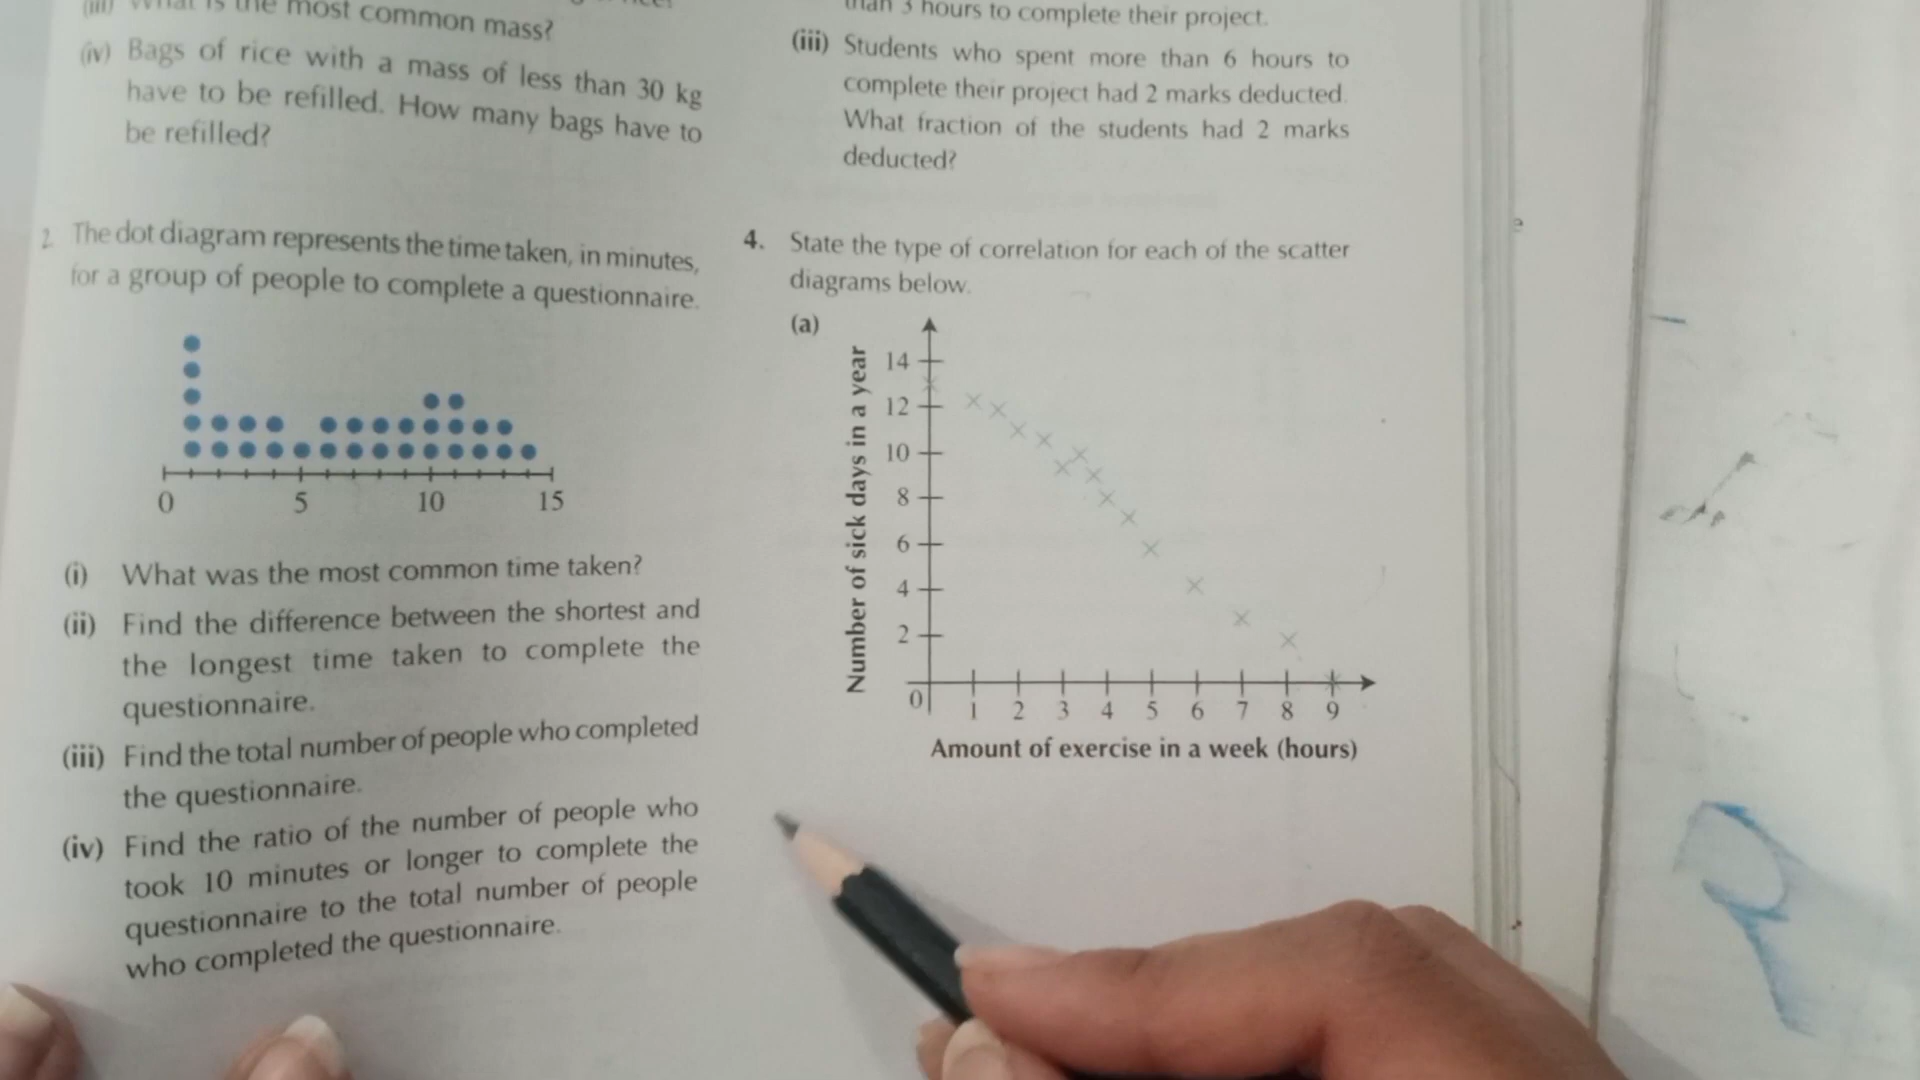 (iii) What is the most common mass?
(iv) Bags of rice with a mass of less than 30 kg
have to be refilled. How many bags have to
be refilled?
2. The dot diagram represents the time taken, in minutes,
for a group of people to complete a questionnaire.
0 5 10 15
(i) What was the most common time taken?
(ii) Find the difference between the shortest and
the longest time taken to complete the
questionnaire.
(iii) Find the total number of people who completed
the questionnaire.
(iv) Find the ratio of the number of people who
took 10 minutes or longer to complete the
questionnaire to the total number of people
who completed the questionnaire.
than 3 hours to complete their project.
(iii) Students who spent more than 6 hours to
complete their project had 2 marks deducted.
What fraction of the students had 2 marks
deducted?
4. State the type of correlation for each of the scatter
diagrams below.
(a)
Number of sick days in a year
14
12
10
8
6
4
2
0 1 2 3 4 5 6 7 8 9
Amount of exercise in a week (hours)